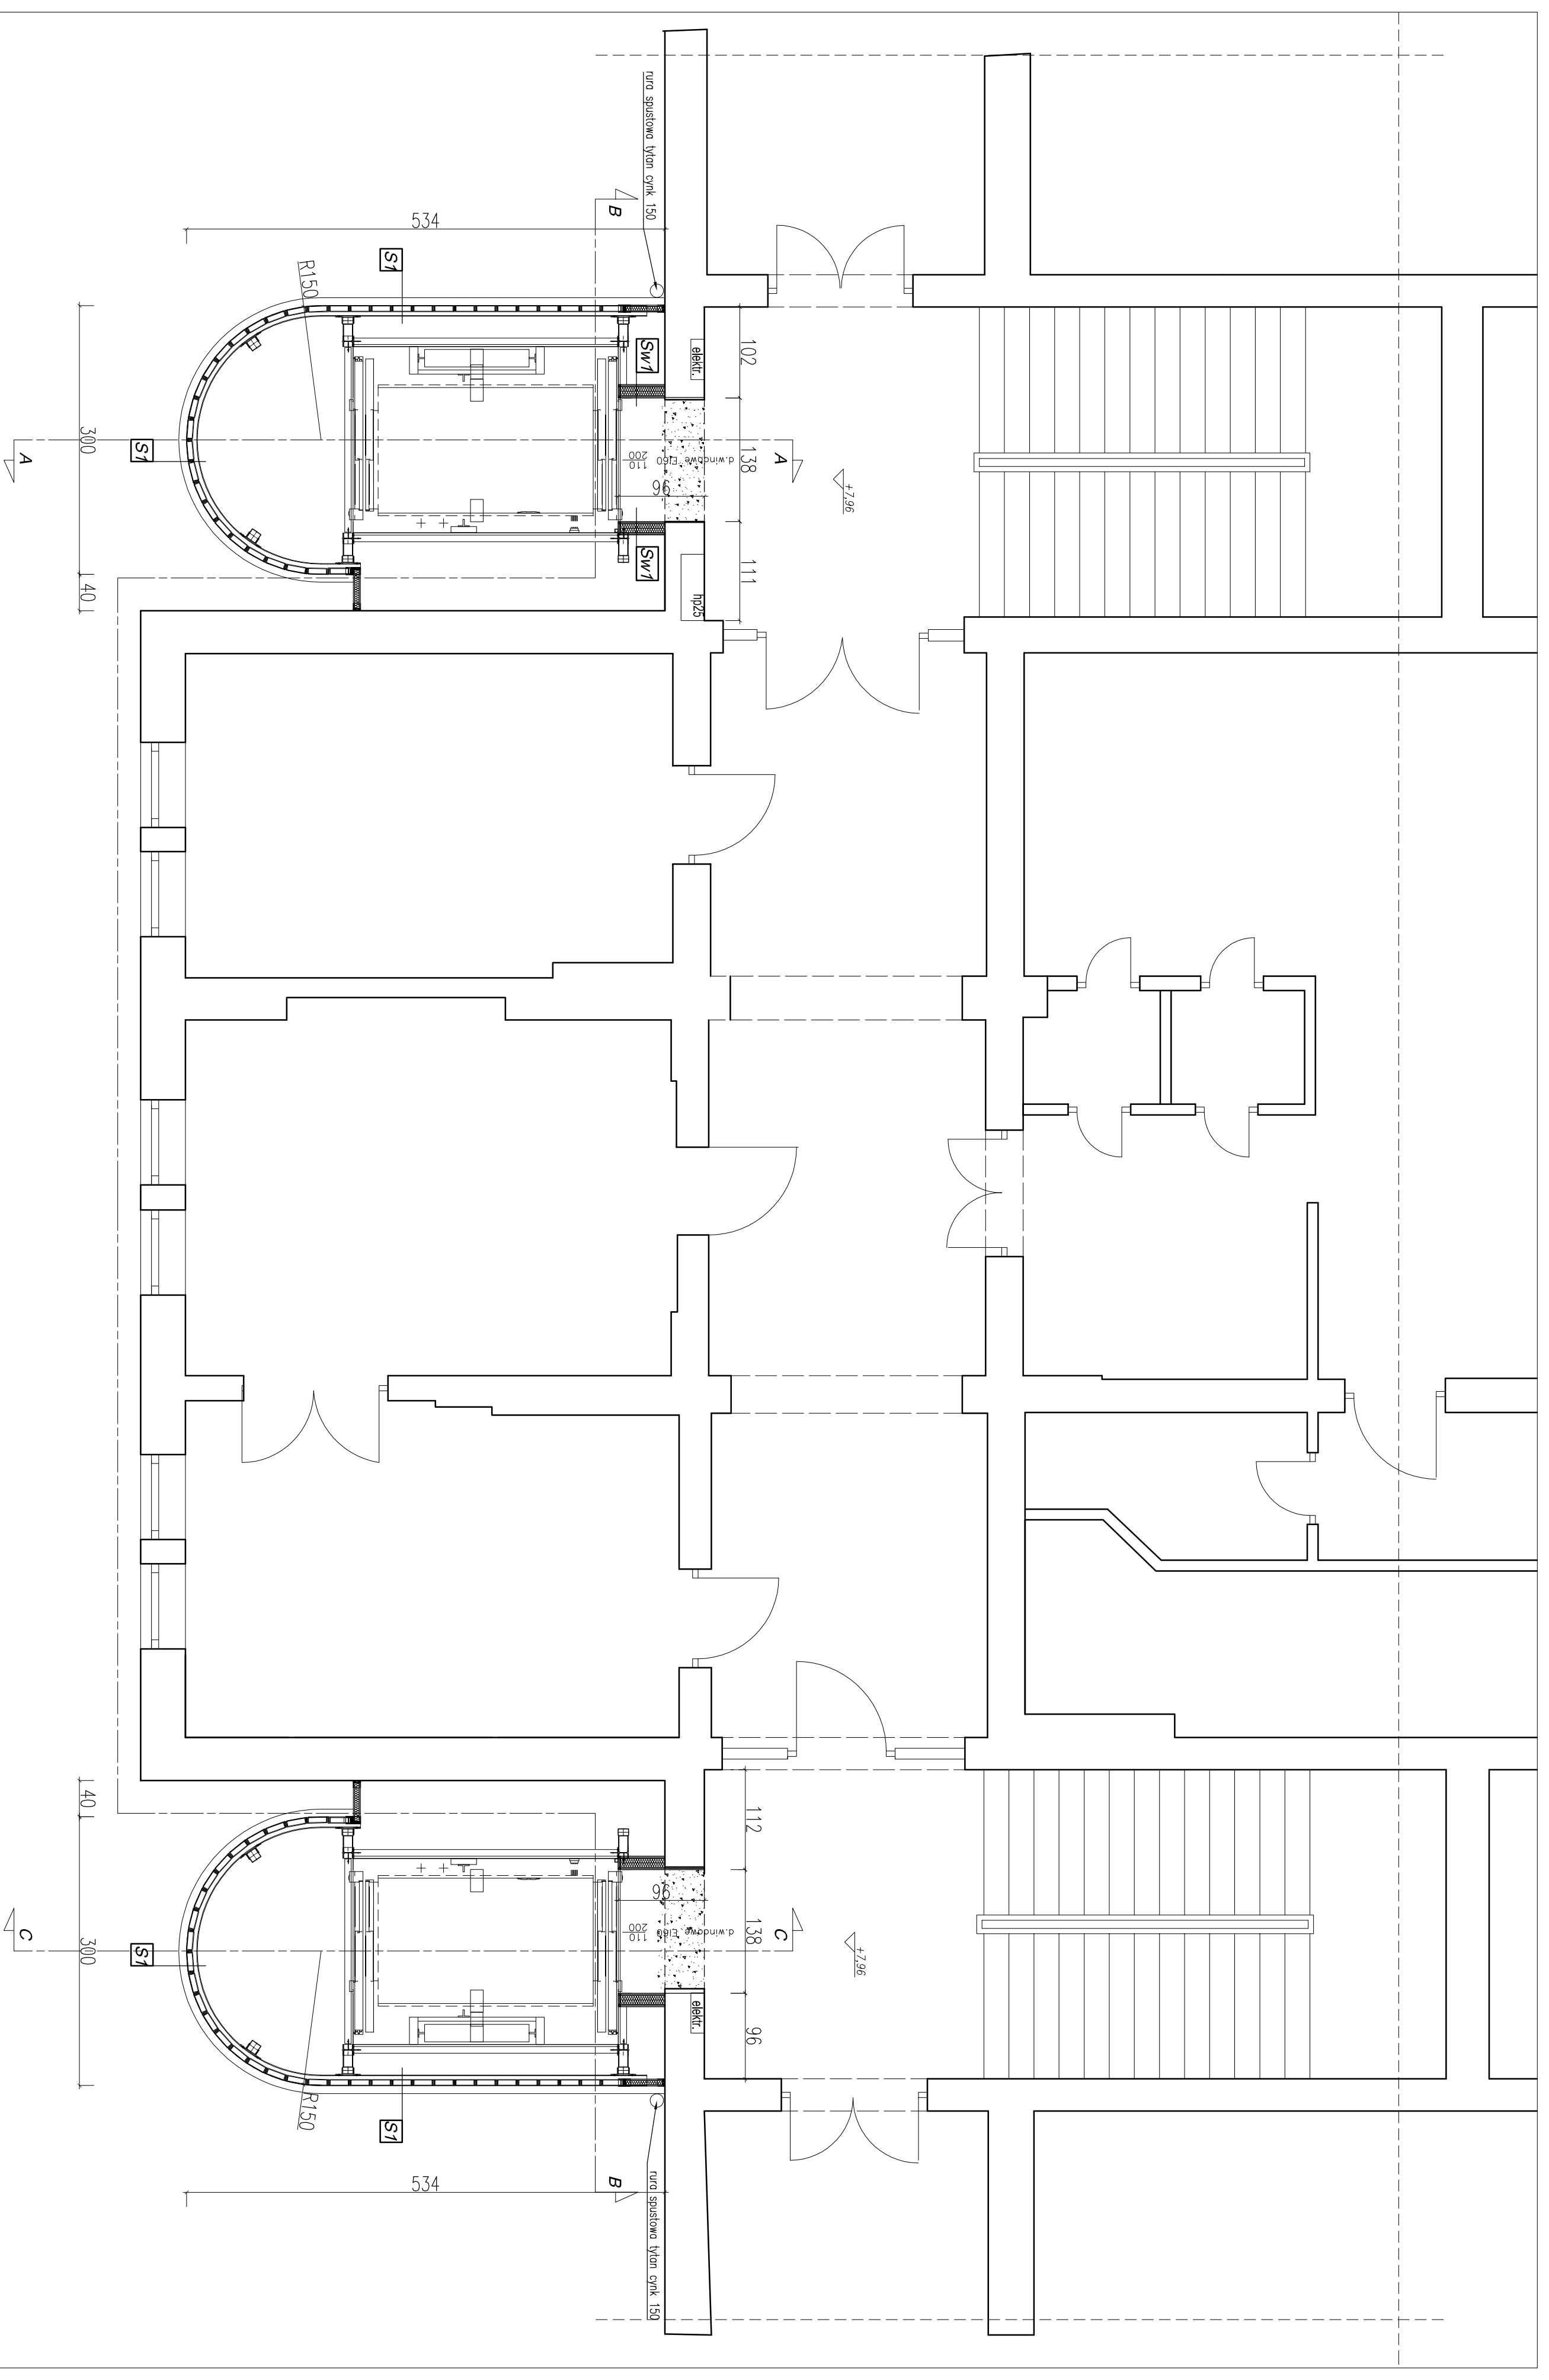 rura spustowa tytan cynk 150
B
534
S1
R150
elektr.
102
Sw1
300
S1
A
A
138
d.windowe EI60
110
200
96
+7,96
Sw1
111
hp25
40
40
112
96
C
C
138
d.windowe EI60
110
200
+7,96
300
S1
elektr.
96
R150
S1
534
B
rura spustowa tytan cynk 150